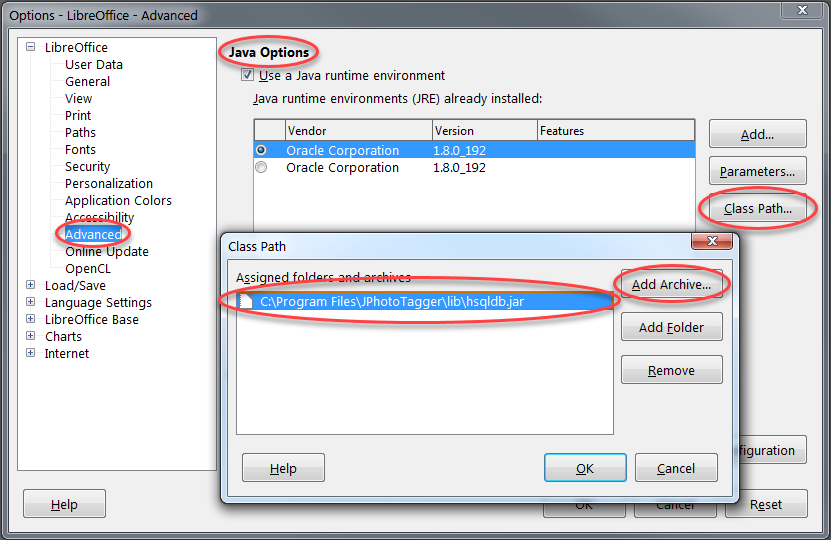 Options - LibreOffice - Advanced
LibreOffice
User Data
General
View
Print
Paths
Fonts
Security
Personalization
Application Colors
Accessibility
Advanced
Online Update
OpenCL
Load/Save
Language Settings
LibreOffice Base
Charts
Internet
Java Options
Use a Java runtime environment
Java runtime environments (JRE) already installed:
Vendor Version Features
Oracle Corporation 1.8.0_192
Oracle Corporation 1.8.0_192
Add...
Parameters...
Class Path...
Class Path
Assigned folders and archives
C:\Program Files\JPhotoTagger\lib\hsqldb.jar
Add Archive...
Add Folder
Remove
Help OK Cancel
figuration
Help OK Cancel Reset